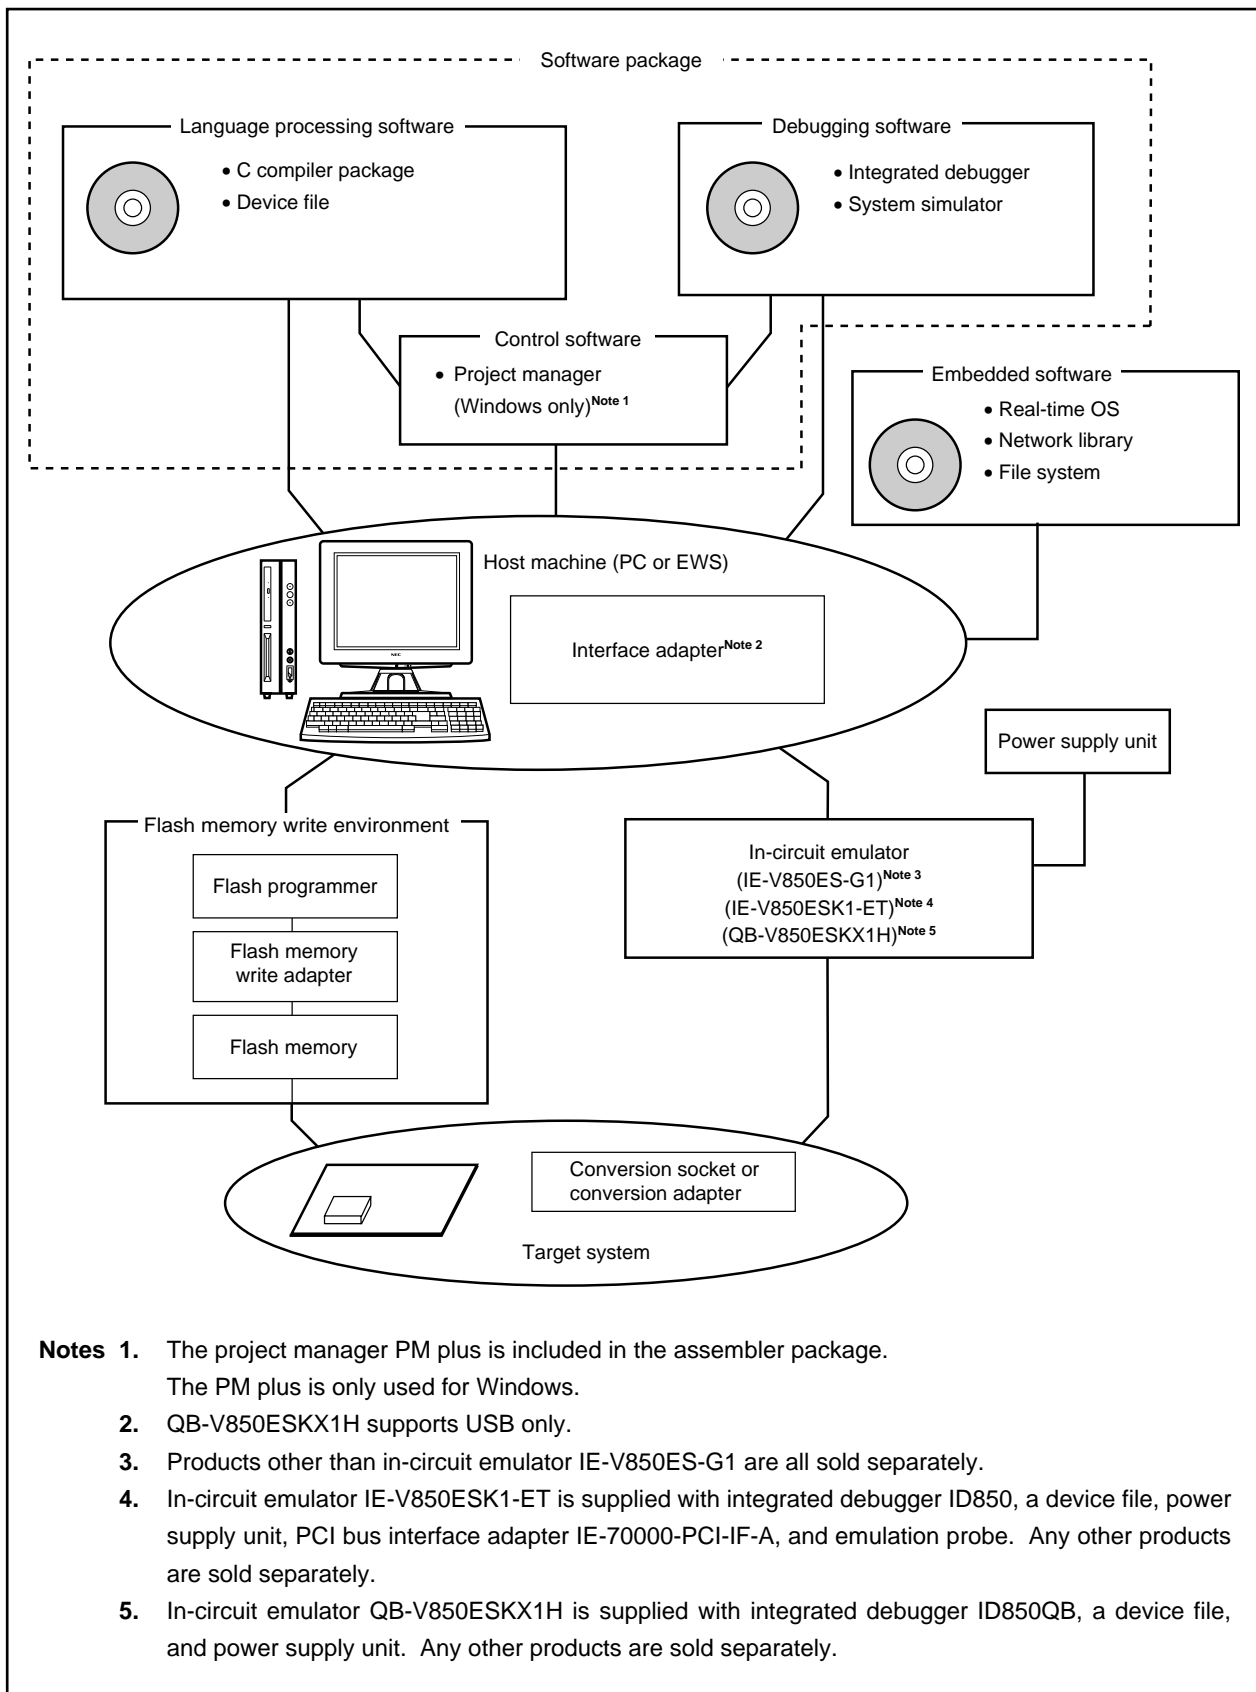 Software package
Language processing software
• C compiler package
• Device file
Debugging software
• Integrated debugger
• System simulator
Control software
• Project manager
(Windows only)Note 1
Embedded software
• Real-time OS
• Network library
• File system
Host machine (PC or EWS)
NEC
Interface adapterNote 2
Power supply unit
Flash memory write environment
Flash programmer
Flash memory
write adapter
Flash memory
In-circuit emulator
(IE-V850ES-G1)Note 3
(IE-V850ESK1-ET)Note 4
(QB-V850ESKX1H)Note 5
Conversion socket or
conversion adapter
Target system
Notes 1. The project manager PM plus is included in the assembler package.
The PM plus is only used for Windows.
2. QB-V850ESKX1H supports USB only.
3. Products other than in-circuit emulator IE-V850ES-G1 are all sold separately.
4. In-circuit emulator IE-V850ESK1-ET is supplied with integrated debugger ID850, a device file, power
supply unit, PCI bus interface adapter IE-70000-PCI-IF-A, and emulation probe. Any other products
are sold separately.
5. In-circuit emulator QB-V850ESKX1H is supplied with integrated debugger ID850QB, a device file,
and power supply unit. Any other products are sold separately.